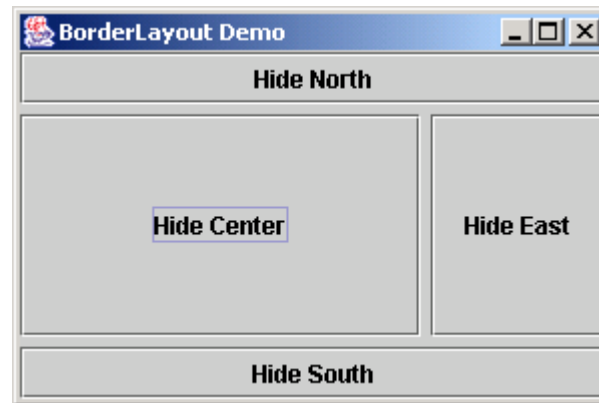 BorderLayout Demo
Hide North
Hide Center
Hide East
Hide South